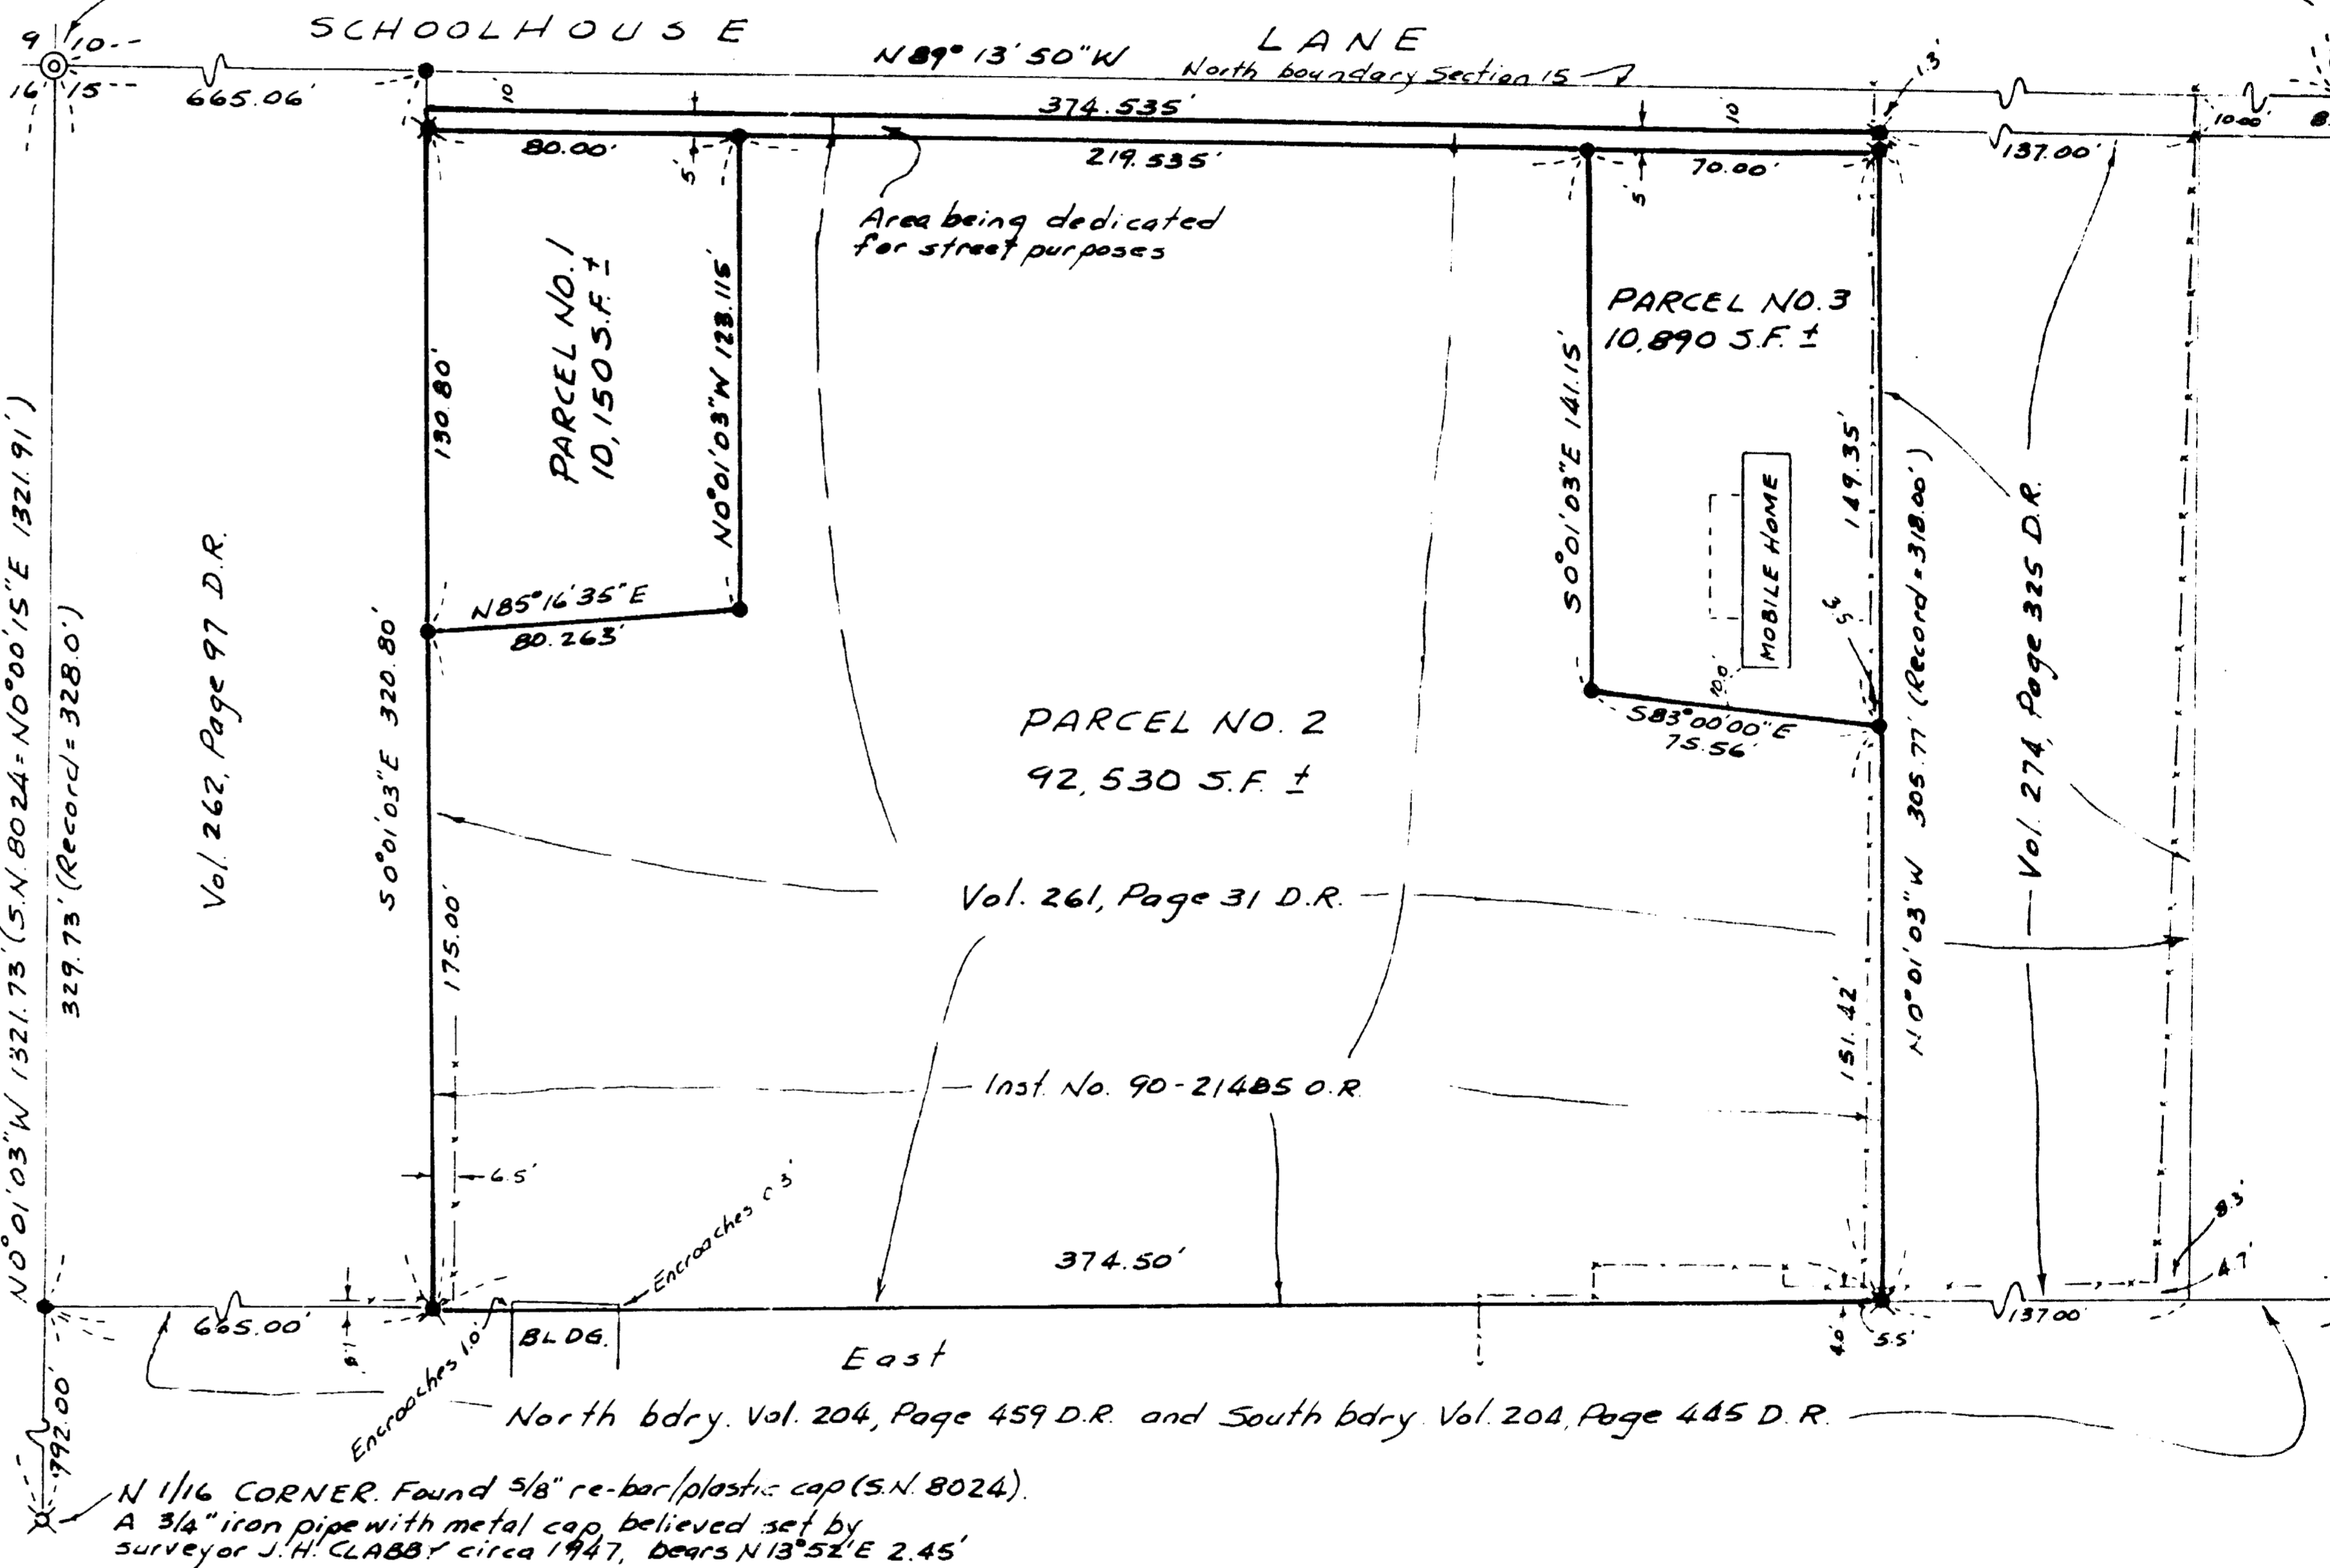 SCHOOLHOUSE LANE
9 10
16 15
665.06'
N89° 13' 50"W
North boundary Section 15
1.3'
10
374.535'
10
10.00'
80.00'
5'
219.535'
5'
70.00'
137.00'
Area being dedicated
for street purposes
PARCEL NO. 1
10,150 S.F. ±
130.80'
N0°01'03"W 123.115'
N85°16'35"E
80.263'
PARCEL NO. 3
10,890 S.F. ±
S0°01'03"E 141.15'
149.35'
MOBILE HOME
10.0'
S83°00'00"E
75.56'
N0°01'03"W 305.77' (Record=318.00')
Vol. 274, Page 325 D.R.
N0°01'03"W 1321.73' (S.N. 8024= N0°00'15"E 1321.91')
329.73' (Record= 328.0')
Vol. 262, Page 97 D.R.
S0°01'03"E 320.80'
PARCEL NO. 2
92,530 S.F. ±
Vol. 261, Page 31 D.R.
175.00'
151.42'
Inst. No. 90-21485 O.R.
6.5'
Encroaches
374.50'
8.3'
4.7'
665.00'
Encroaches 1.0'
BLDG.
East
4.0'
5.5'
137.00'
North bdry. Vol. 204, Page 459 D.R. and South bdry. Vol. 204, Page 445 D.R.
792.00'
N 1/16 CORNER. Found 5/8" re-bar/plastic cap (S.N. 8024).
A 3/4" iron pipe with metal cap, believed set by
surveyor J.H. CLABBY circa 1947, bears N13°52'E 2.45'